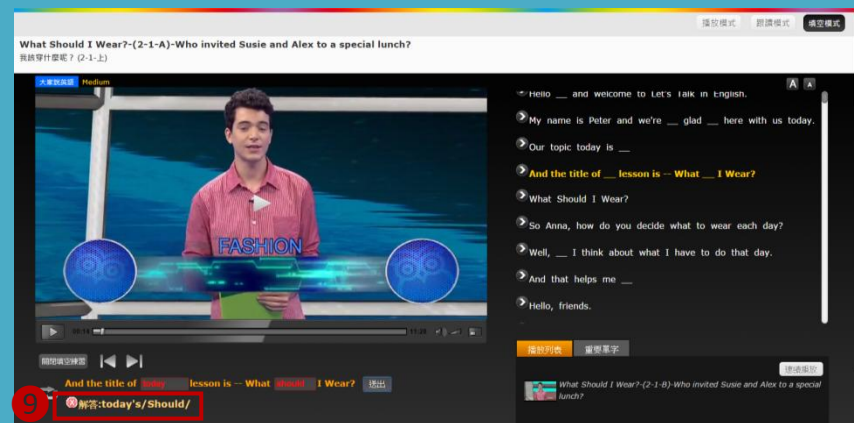 播放模式 跟讀模式 填空模式
What Should I Wear?-(2-1-A)-Who invited Susie and Alex to a special lunch?
我該穿什麼呢？ (2-1-上)
大家說英語 Medium
A A
Hello __ and welcome to Let's Talk in English.
My name is Peter and we're __ glad __ here with us today.
Our topic today is __
And the title of __ lesson is -- What __ I Wear?
What Should I Wear?
So Anna, how do you decide what to wear each day?
Well, __ I think about what I have to do that day.
And that helps me __
Hello, friends.
FASHION
00:14 11:26
播放列表 重要單字
關閉填空練習
連續播放
And the title of today lesson is -- What should I Wear? 送出
What Should I Wear?-(2-1-B)-Who invited Susie and Alex to a special lunch?
9
解答:today's/Should/